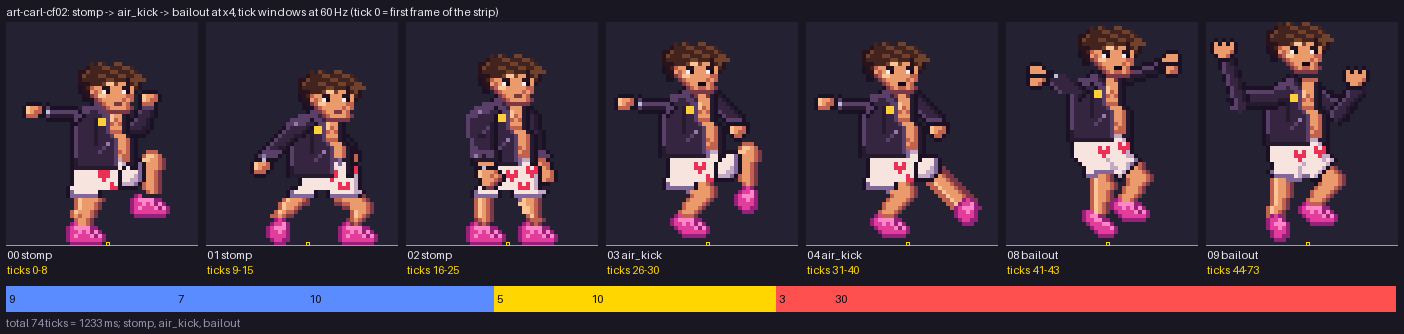 art-carl-cf02: stomp -> air_kick -> bailout at x4, tick windows at 60 Hz (tick 0 = first frame of the strip)
00 stomp 01 stomp 02 stomp 03 air_kick 04 air_kick 08 bailout 09 bailout
ticks 0-8 ticks 9-15 ticks 16-25 ticks 26-30 ticks 31-40 ticks 41-43 ticks 44-73
9 7 10 5 10 3 30
total 74 ticks = 1233 ms; stomp, air_kick, bailout